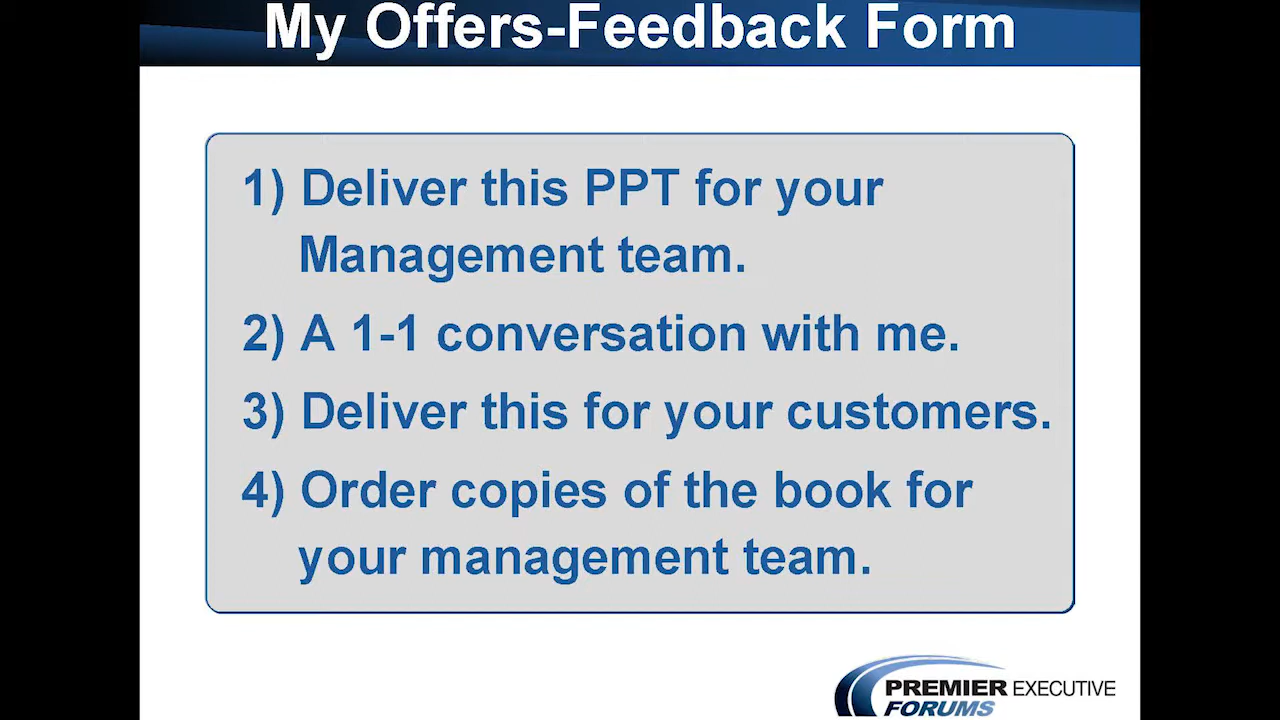 My Offers-Feedback Form
1) Deliver this PPT for your
Management team.
2) A 1-1 conversation with me.
3) Deliver this for your customers.
4) Order copies of the book for
your management team.
PREMIER EXECUTIVE
FORUMS